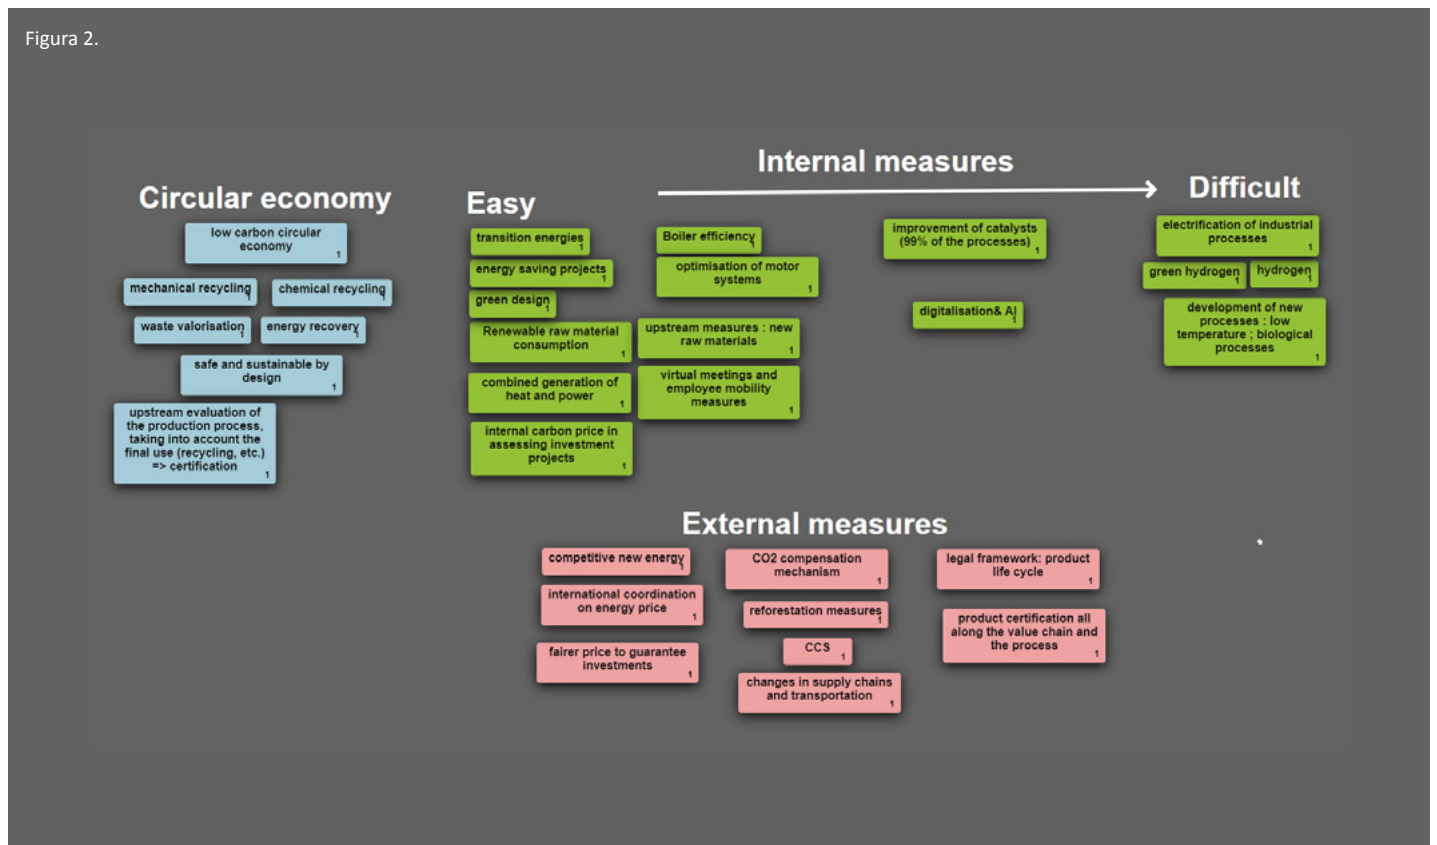 Figura 2.
Circular economy
low carbon circular
economy
1
mechanical recycling
1
chemical recycling
1
waste valorisation
1
energy recovery
1
safe and sustainable by
design
1
upstream evaluation of
the production process,
taking into account the
final use (recycling, etc.)
=> certification
1
Internal measures
Easy
Difficult
transition energies
1
energy saving projects
1
green design
1
Renewable raw material
consumption
1
combined generation of
heat and power
1
internal carbon price in
assessing investment
projects
1
Boiler efficiency
1
optimisation of motor
systems
1
upstream measures : new
raw materials
1
virtual meetings and
employee mobility
measures
1
improvement of catalysts
(99% of the processes)
1
digitalisation& AI
1
electrification of industrial
processes
1
green hydrogen
1
hydrogen
1
development of new
processes : low
temperature ; biological
processes
1
External measures
competitive new energy
1
international coordination
on energy price
1
fairer price to guarantee
investments
1
CO2 compensation
mechanism
1
reforestation measures
1
CCS
1
changes in supply chains
and transportation
1
legal framework: product
life cycle
1
product certification all
along the value chain and
the process
1